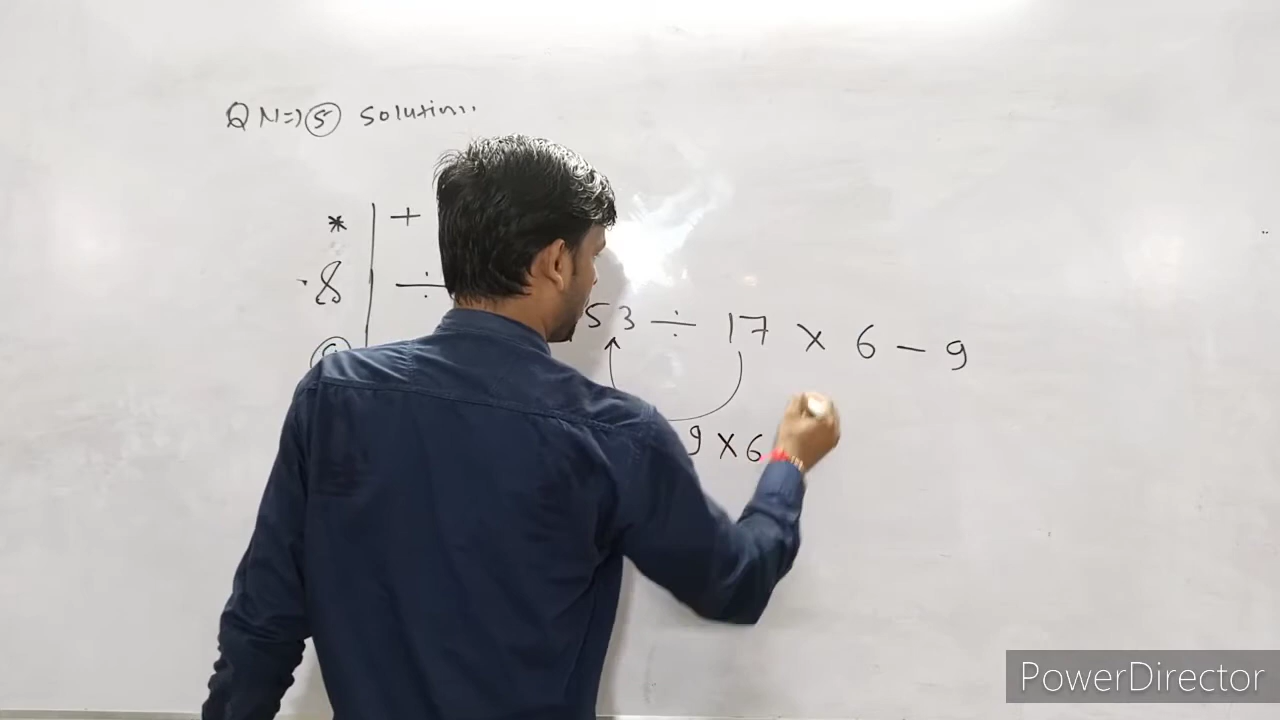 QN=>5 Solution..
* | +
8 | ÷
53 ÷ 17 × 6 - 9
9 × 6
PowerDirector